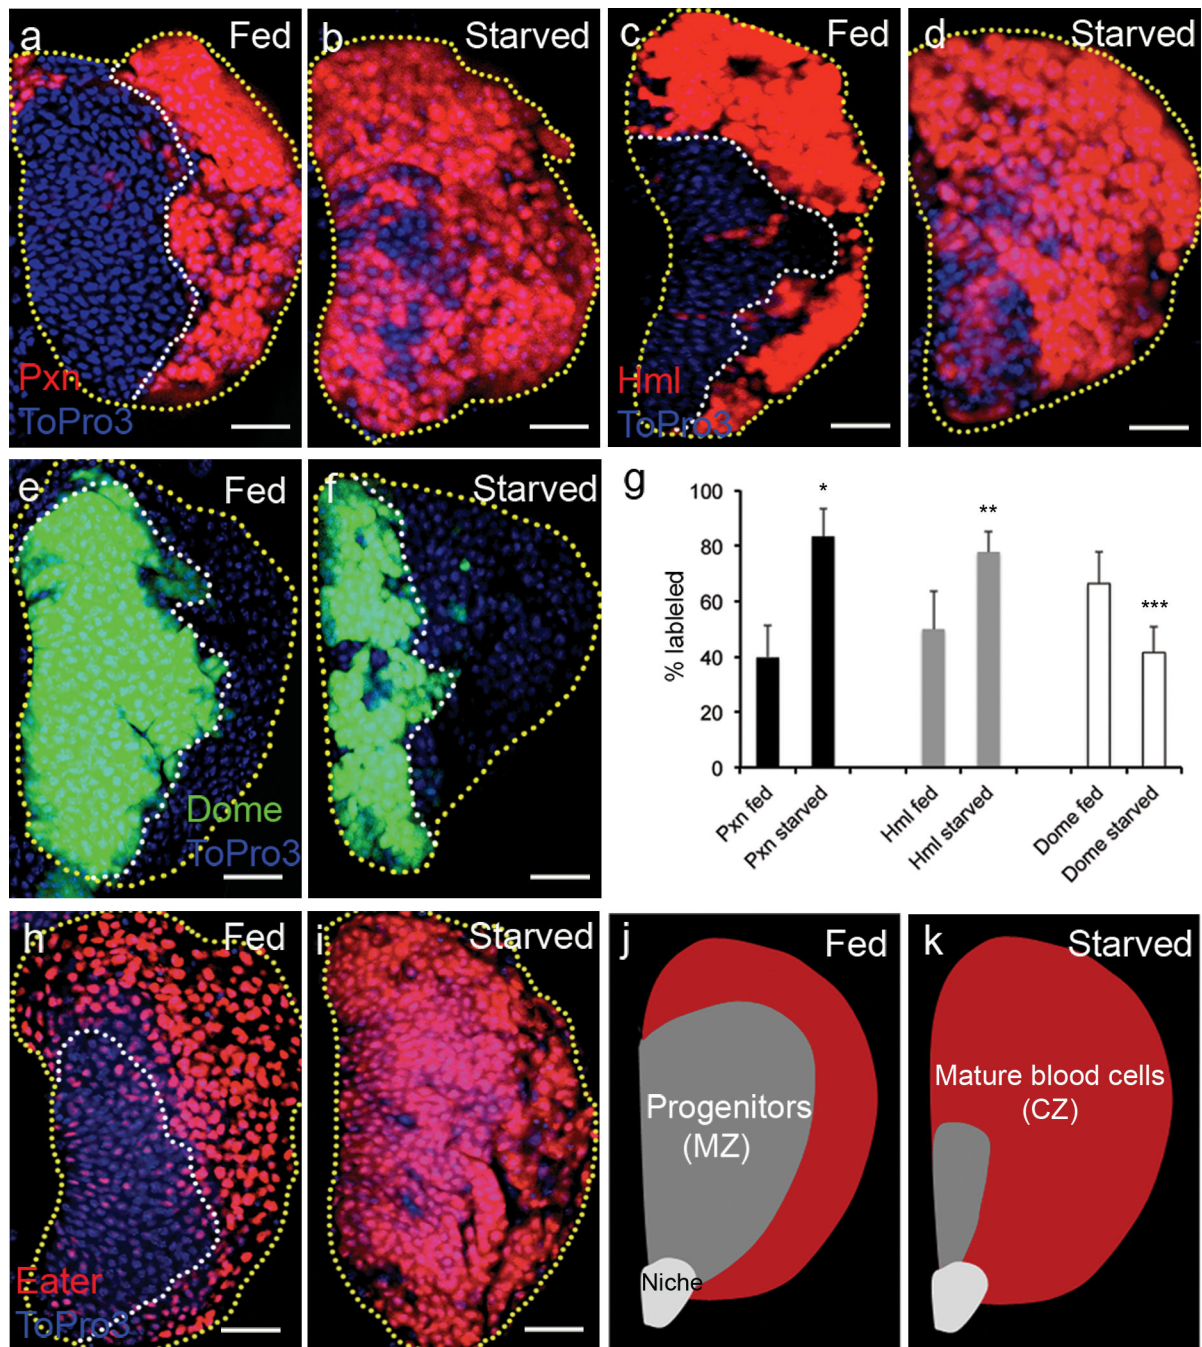 a Fed
b Starved
c Fed
d Starved
Pxn
ToPro3
Hml
ToPro3
e Fed
f Starved
Dome
ToPro3
g
100
80
60
40
20
0
% lableled
*
**
***
Pxn fed
Pxn starved
Hml fed
Hml starved
Dome fed
Dome starved
h Fed
i Starved
Eater
ToPro3
j Fed
Progenitors
(MZ)
Niche
k Starved
Mature blood cells
(CZ)